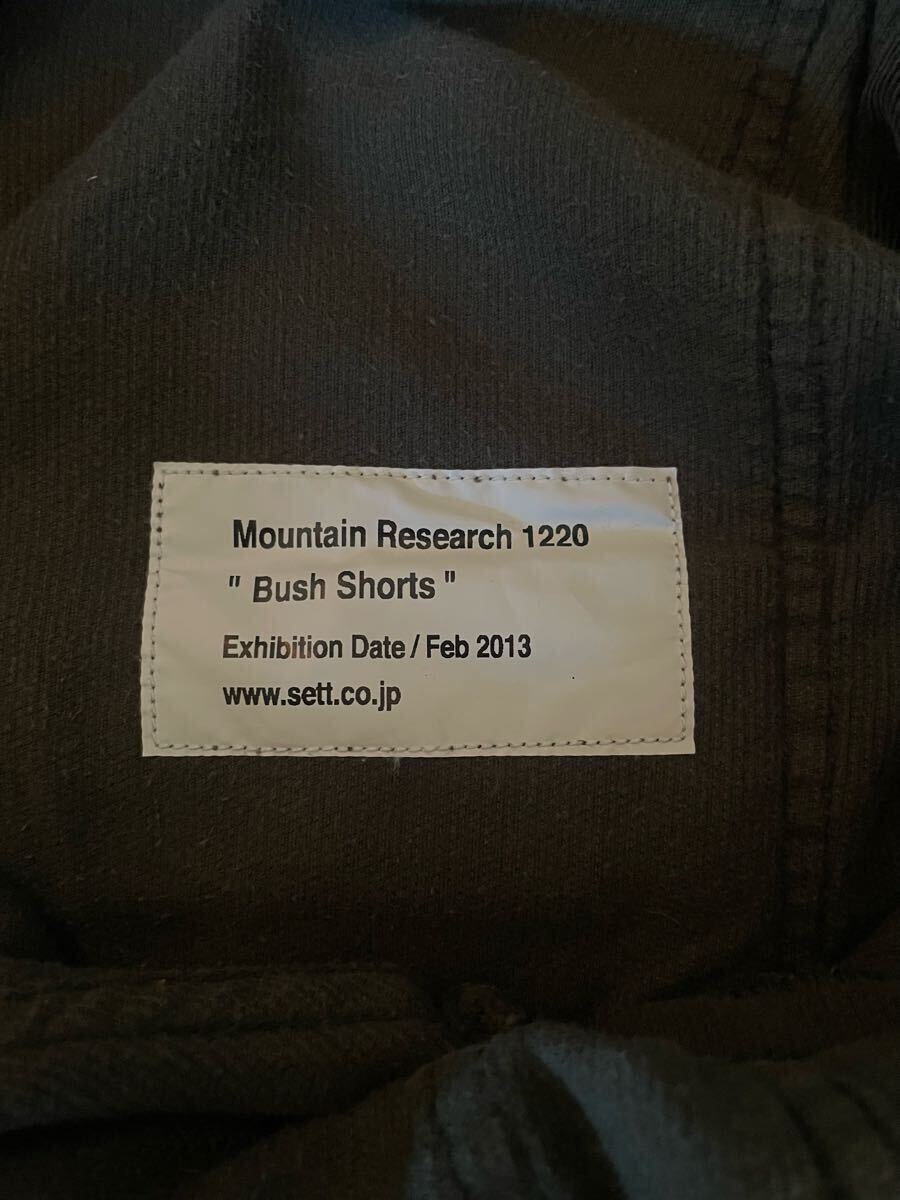 Mountain Research 1220
" Bush Shorts "
Exhibition Date / Feb 2013
www.sett.co.jp